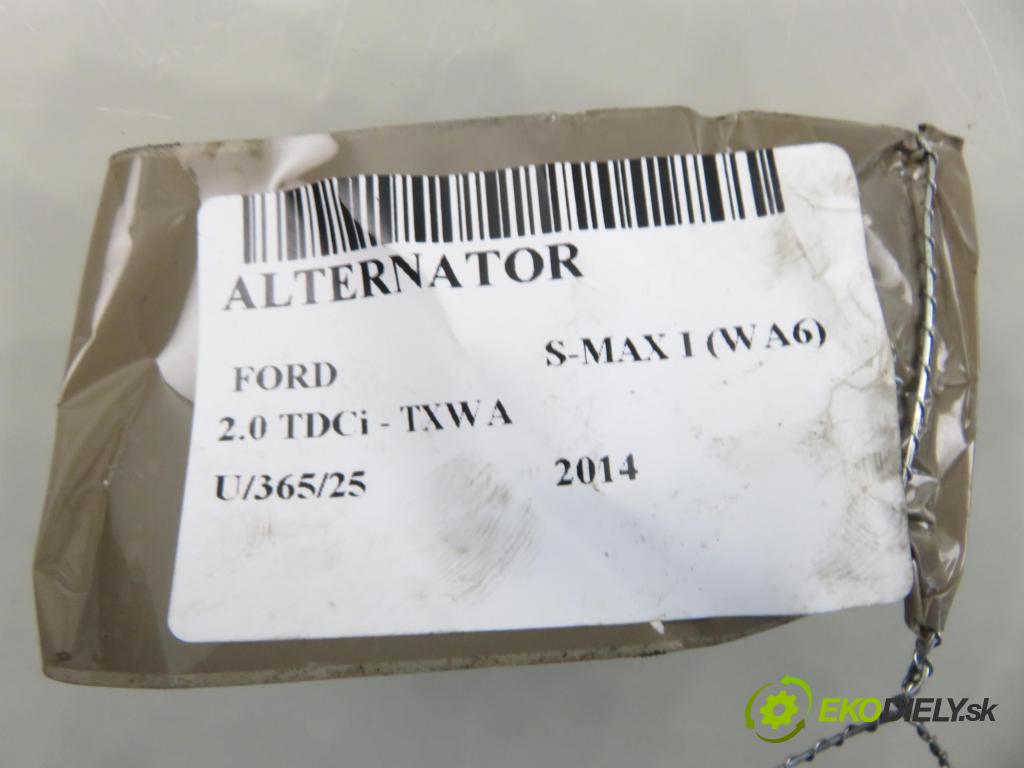 ALTERNATOR
FORD S-MAX I (WA6)
2.0 TDCi - TXWA
U/365/25 2014
EKODIELY.sk